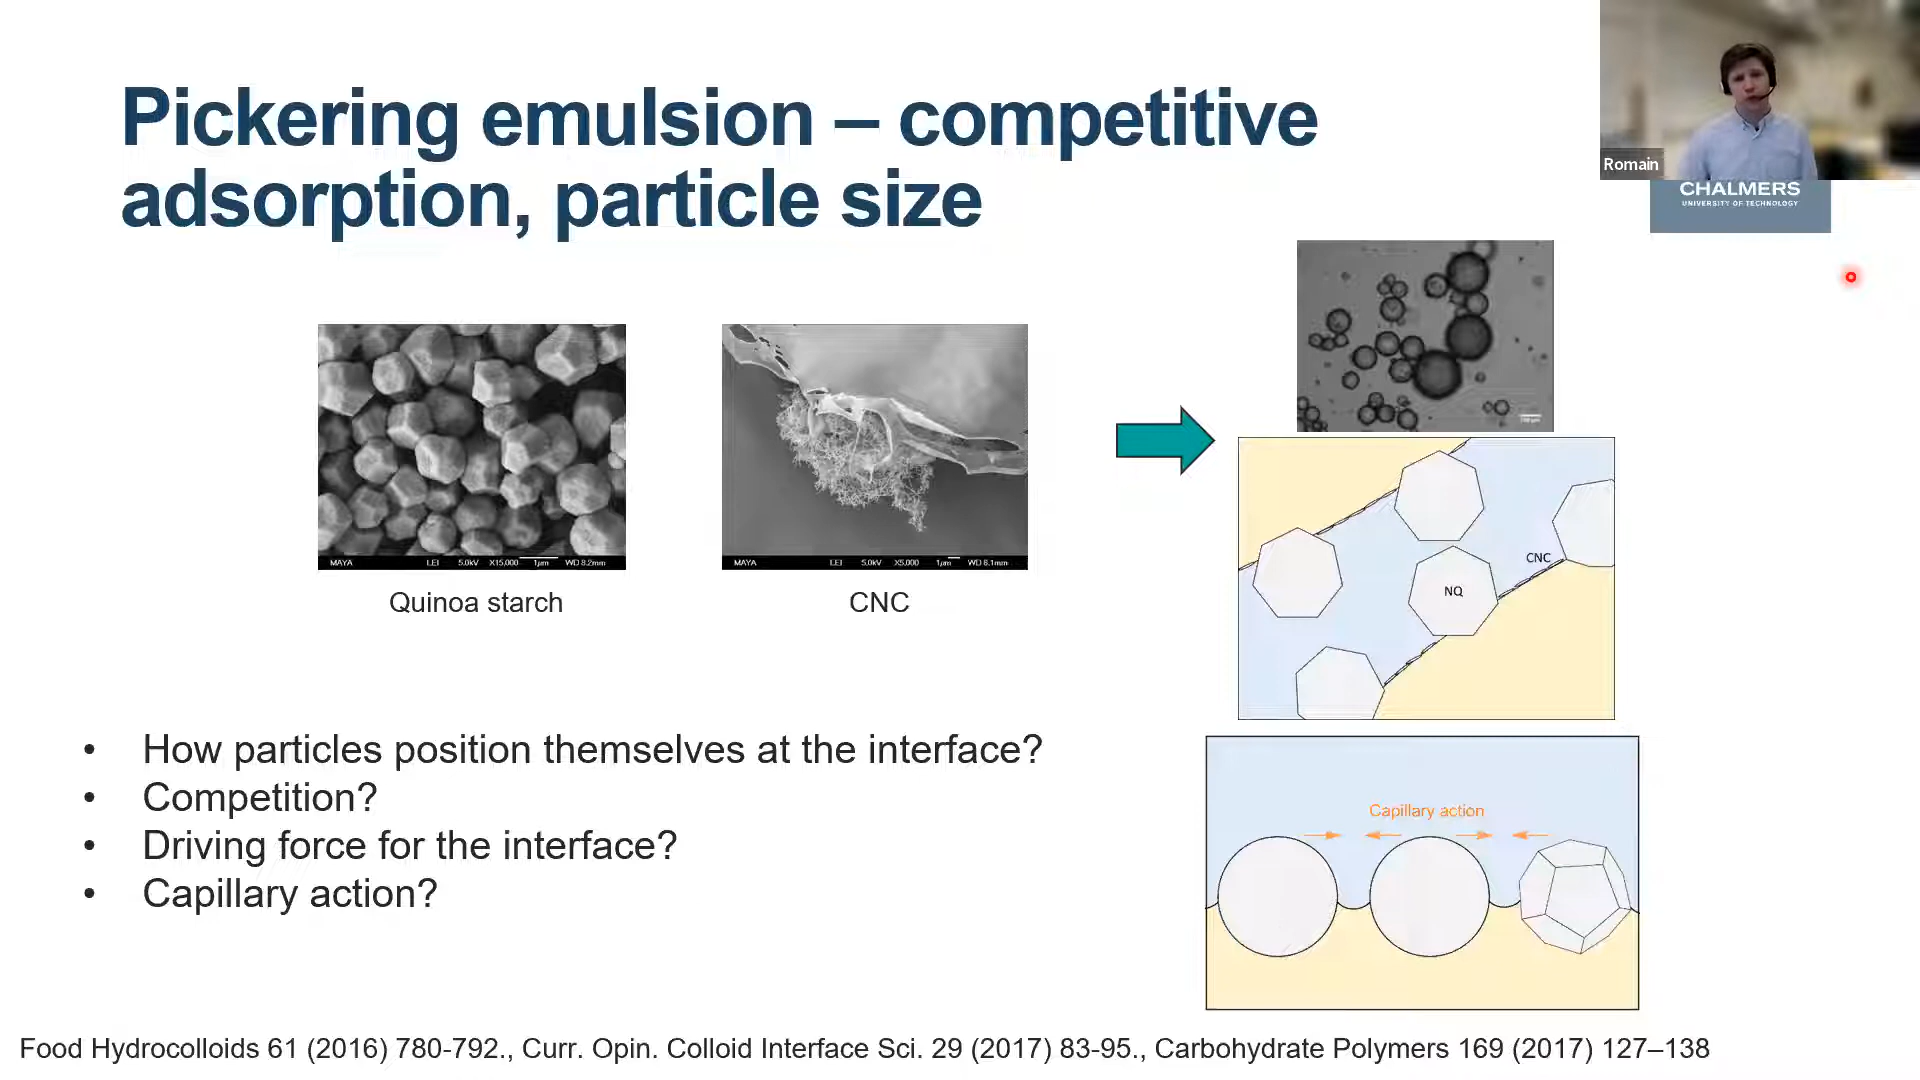 Pickering emulsion – competitive
adsorption, particle size
Romain
CHALMERS
UNIVERSITY OF TECHNOLOGY
MAYA LEI 5.0kV X15,000 1µm WD 8.2mm
MAYA LEI 5.0kV X5,000 1µm WD 6.1mm
Quinoa starch
CNC
CNC
NQ
• How particles position themselves at the interface?
• Competition?
• Driving force for the interface?
• Capillary action?
Capillary action
Food Hydrocolloids 61 (2016) 780-792., Curr. Opin. Colloid Interface Sci. 29 (2017) 83-95., Carbohydrate Polymers 169 (2017) 127–138